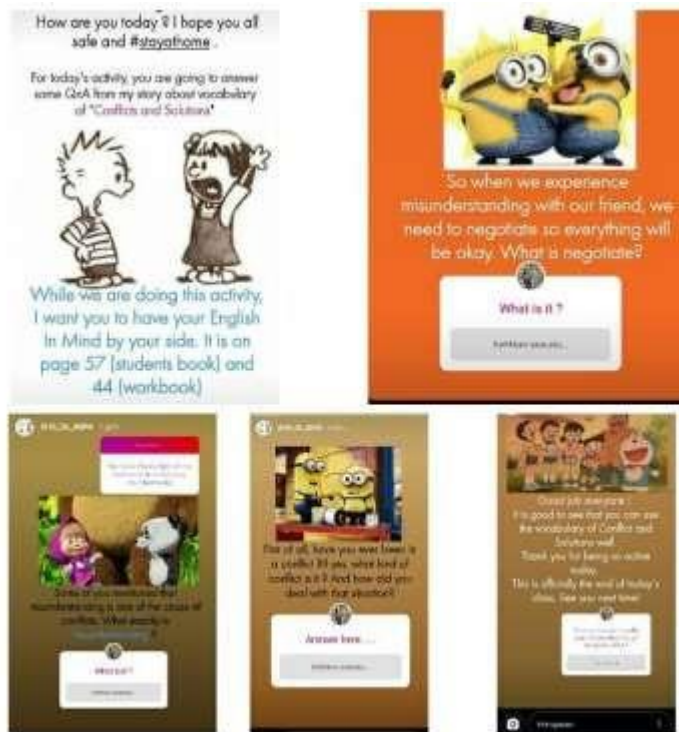 How are you today ? I hope you all
safe and #stayathome .
For today's activity, you are going to answer
some QnA from my story about vocabulary
of "Conflicts and Solutions"
While we are doing this activity,
I want you to have your English
In Mind by your side. It is on
page 57 (students book) and
44 (workbook)
So when we experience
misunderstanding with our friend, we
need to negotiate so everything will
be okay. What is negotiate?
What is it ?
Some of you mentioned that
misunderstanding is one of the cause of
conflicts. What exactly is
What is it ?
First of all, have you ever been in
a conflict? If yes, what kind of
conflict is it ? And how did you
deal with that situation?
Answer here....
Good job everyone !
It is good to see that you can use
the vocabulary of Conflict and
Solutions well.
Thank you for being so active
today.
This is officially the end of today's
class. See you next time!